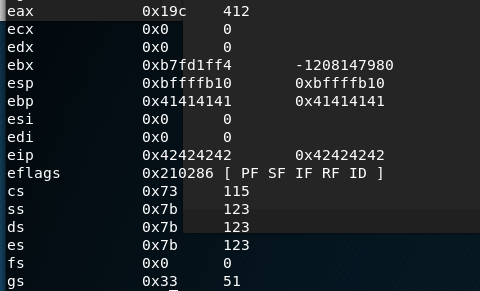 eax 0x19c 412
ecx 0x0 0
edx 0x0 0
ebx 0xb7fd1ff4 -1208147980
esp 0xbffffb10 0xbffffb10
ebp 0x41414141 0x41414141
esi 0x0 0
edi 0x0 0
eip 0x42424242 0x42424242
eflags 0x210286 [ PF SF IF RF ID ]
cs 0x73 115
ss 0x7b 123
ds 0x7b 123
es 0x7b 123
fs 0x0 0
gs 0x33 51